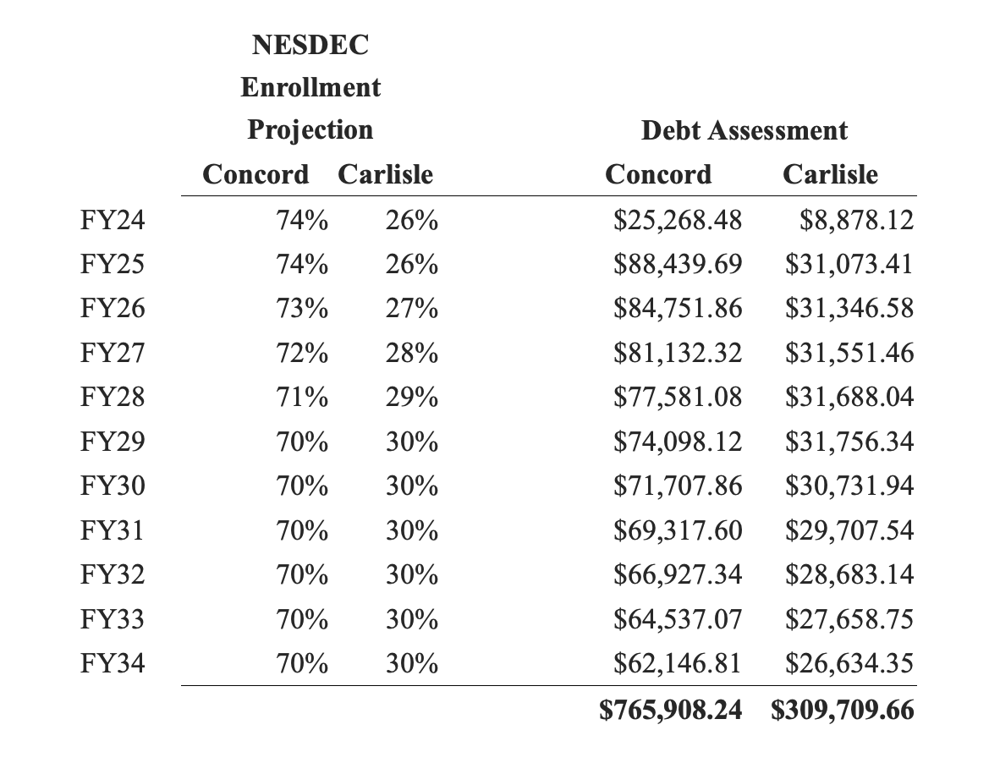 NESDEC
Enrollment
Projection Debt Assessment
Concord Carlisle Concord Carlisle
FY24 74% 26% $25,268.48 $8,878.12
FY25 74% 26% $88,439.69 $31,073.41
FY26 73% 27% $84,751.86 $31,346.58
FY27 72% 28% $81,132.32 $31,551.46
FY28 71% 29% $77,581.08 $31,688.04
FY29 70% 30% $74,098.12 $31,756.34
FY30 70% 30% $71,707.86 $30,731.94
FY31 70% 30% $69,317.60 $29,707.54
FY32 70% 30% $66,927.34 $28,683.14
FY33 70% 30% $64,537.07 $27,658.75
FY34 70% 30% $62,146.81 $26,634.35
$765,908.24 $309,709.66